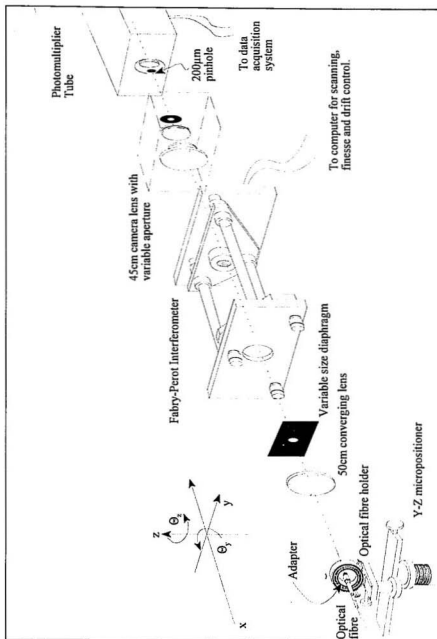 Photomultiplier
Tube
200µm
pinhole
To data
acquisition
system
45cm camera lens with
variable aperture
To computer for scanning,
finesse and drift control.
Fabry-Perot Interferometer
Variable size diaphragm
50cm converging lens
z
Θz
y
Θy
x
Adapter
Optical fibre holder
Optical
fibre
Y-Z micropositioner